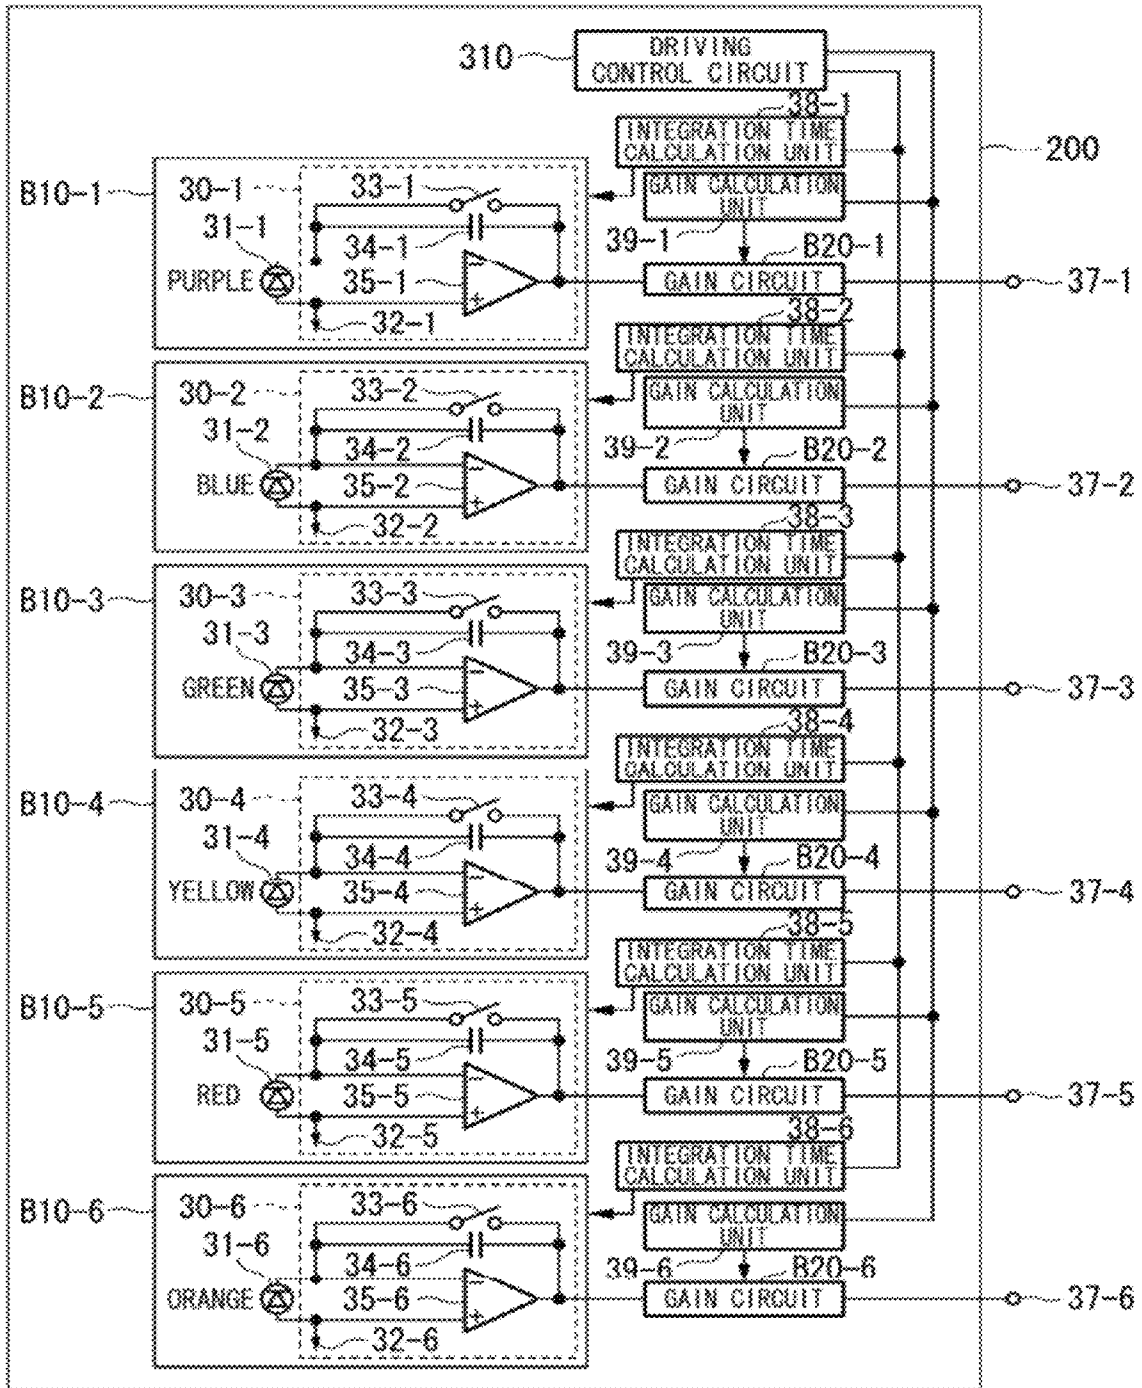 310
DRIVING
CONTROL CIRCUIT
38-1
INTEGRATION TIME
CALCULATION UNIT
200
B10-1
30-1
33-1
GAIN CALCULATION
UNIT
31-1
34-1
39-1
B20-1
PURPLE
35-1
GAIN CIRCUIT
37-1
32-1
38-2
INTEGRATION TIME
CALCULATION UNIT
B10-2
30-2
33-2
GAIN CALCULATION
UNIT
31-2
34-2
39-2
B20-2
BLUE
35-2
GAIN CIRCUIT
37-2
32-2
38-3
INTEGRATION TIME
CALCULATION UNIT
B10-3
30-3
33-3
GAIN CALCULATION
UNIT
31-3
34-3
39-3
B20-3
GREEN
35-3
GAIN CIRCUIT
37-3
32-3
38-4
INTEGRATION TIME
CALCULATION UNIT
B10-4
30-4
33-4
GAIN CALCULATION
UNIT
31-4
34-4
39-4
B20-4
YELLOW
35-4
GAIN CIRCUIT
37-4
32-4
38-5
INTEGRATION TIME
CALCULATION UNIT
B10-5
30-5
33-5
GAIN CALCULATION
UNIT
31-5
34-5
39-5
B20-5
RED
35-5
GAIN CIRCUIT
37-5
32-5
38-6
INTEGRATION TIME
CALCULATION UNIT
B10-6
30-6
33-6
GAIN CALCULATION
UNIT
31-6
34-6
39-6
B20-6
ORANGE
35-6
GAIN CIRCUIT
37-6
32-6